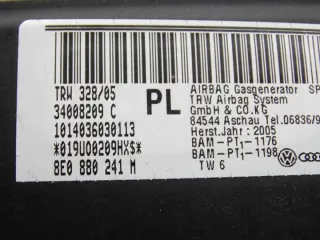 TRW 328/05
34008209 C
1014036030113
*019U00209HX$*
8E0 880 241 M
PL
AIRBAG Gasgenerator SP
TRW Airbag System
GmbH & CO.KG
84544 Aschau Tel.06836/9
Herst.Jahr: 2005
BAM-PT1-1176
BAM-PT1-1198
TW 6